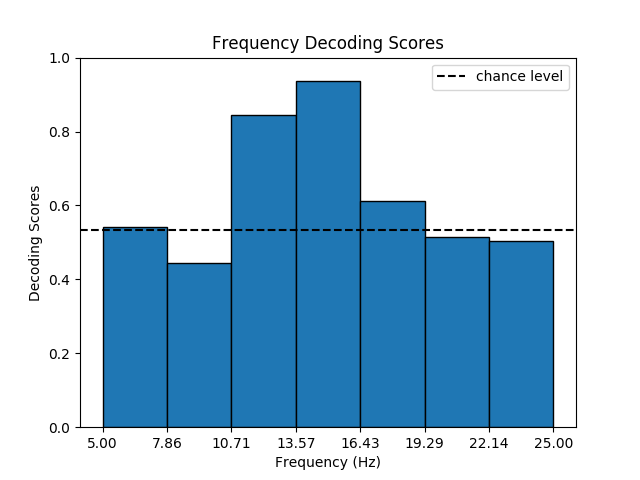 Frequency Decoding Scores
chance level
1.0
0.8
0.6
0.4
0.2
0.0
Decoding Scores
5.00 7.86 10.71 13.57 16.43 19.29 22.14 25.00
Frequency (Hz)